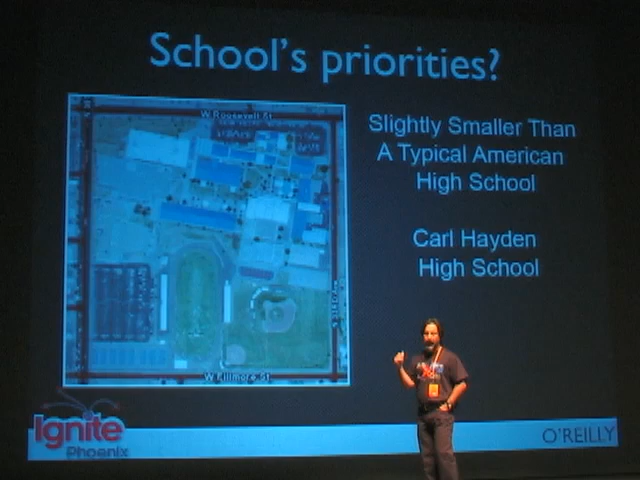 School's priorities?
W Roosevelt St
Slightly Smaller Than
A Typical American
High School
Carl Hayden
High School
W Fillmore St
Ignite
Phoenix
O'REILLY